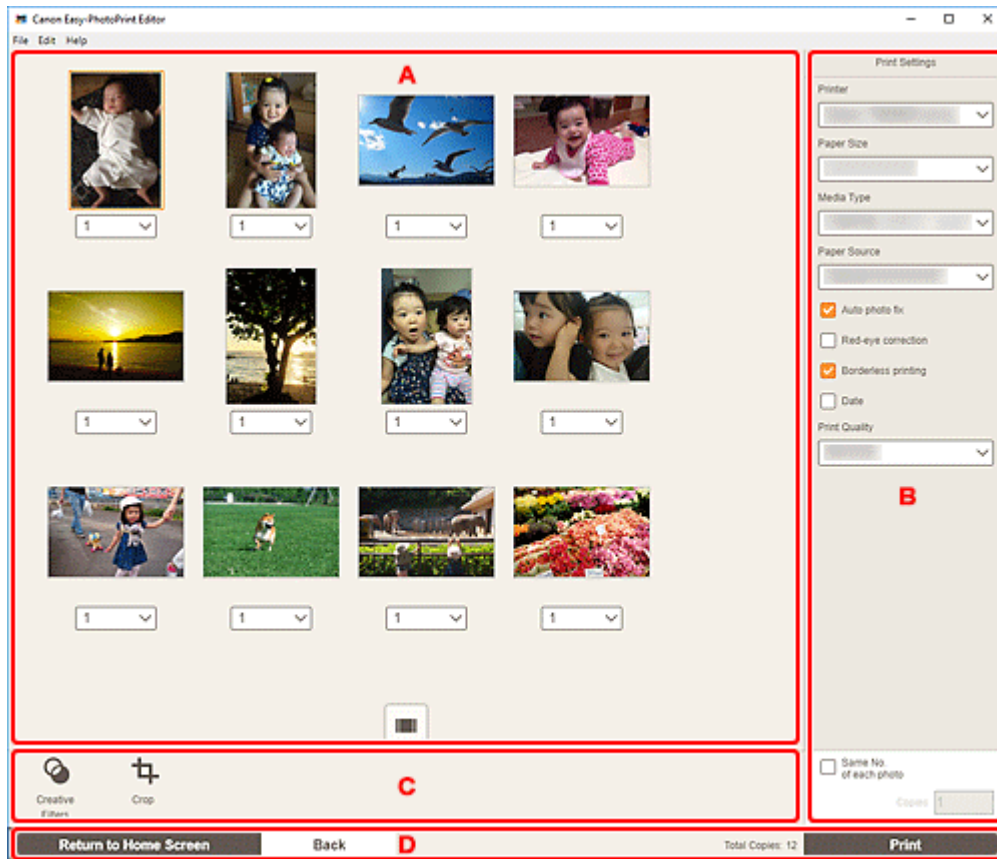 Canon Easy-PhotoPrint Editor
File Edit Help
A
Print Settings
Printer
Paper Size
Media Type
Paper Source
Auto photo fix
Red-eye correction
Borderless printing
Date
Print Quality
B
1 1 1 1
1 1 1 1
1 1 1 1
Creative
Filters
Crop
C
Same No.
of each photo
Copies 1
Return to Home Screen
Back
D
Total Copies: 12
Print